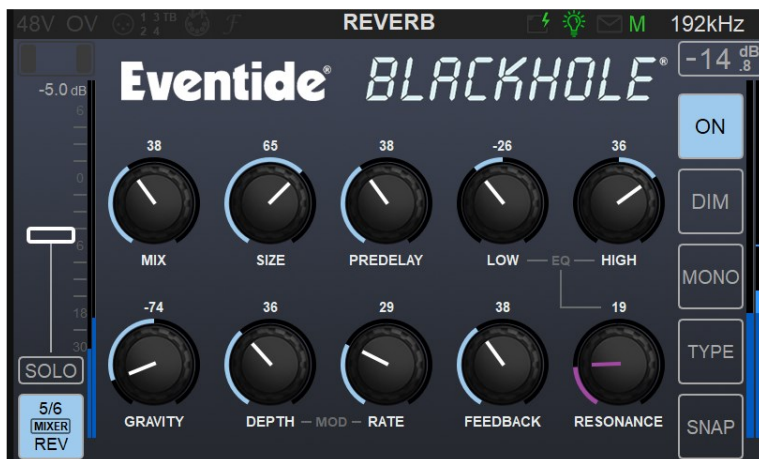 48V OV 1 3 TB 2 4 F REVERB M 192kHz
Eventide® BLACKHOLE®
-14 dB .8
-5.0 dB
6
0
6
18
30
ON
DIM
MONO
TYPE
SNAP
38 65 38 -26 36
MIX SIZE PREDELAY LOW EQ HIGH
-74 36 29 38 19
GRAVITY DEPTH MOD RATE FEEDBACK RESONANCE
SOLO
5/6
MIXER
REV